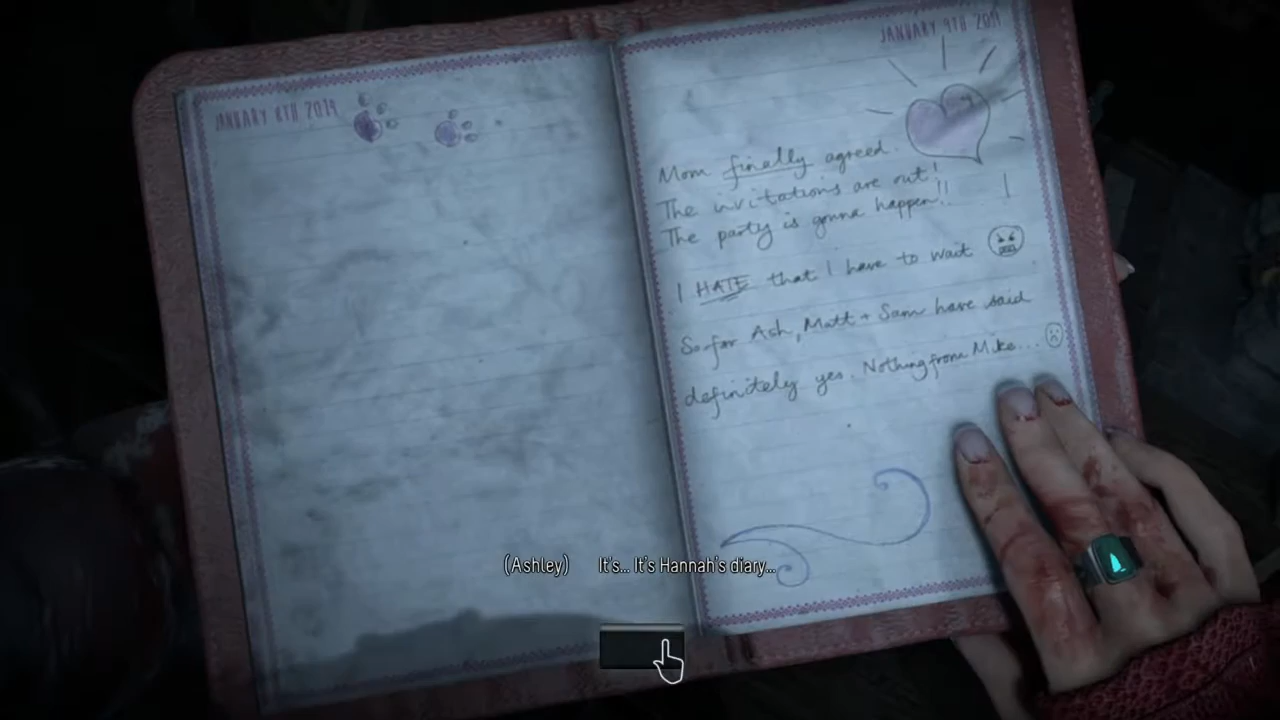 JANUARY 8TH 2014
JANUARY 9TH 2014
Mom finally agreed.
The invitations are out!
The party is gonna happen!!
I HATE that I have to wait
So far Ash, Matt + Sam have said
definitely yes. Nothing from Mike...
(Ashley) It's... It's Hannah's diary...